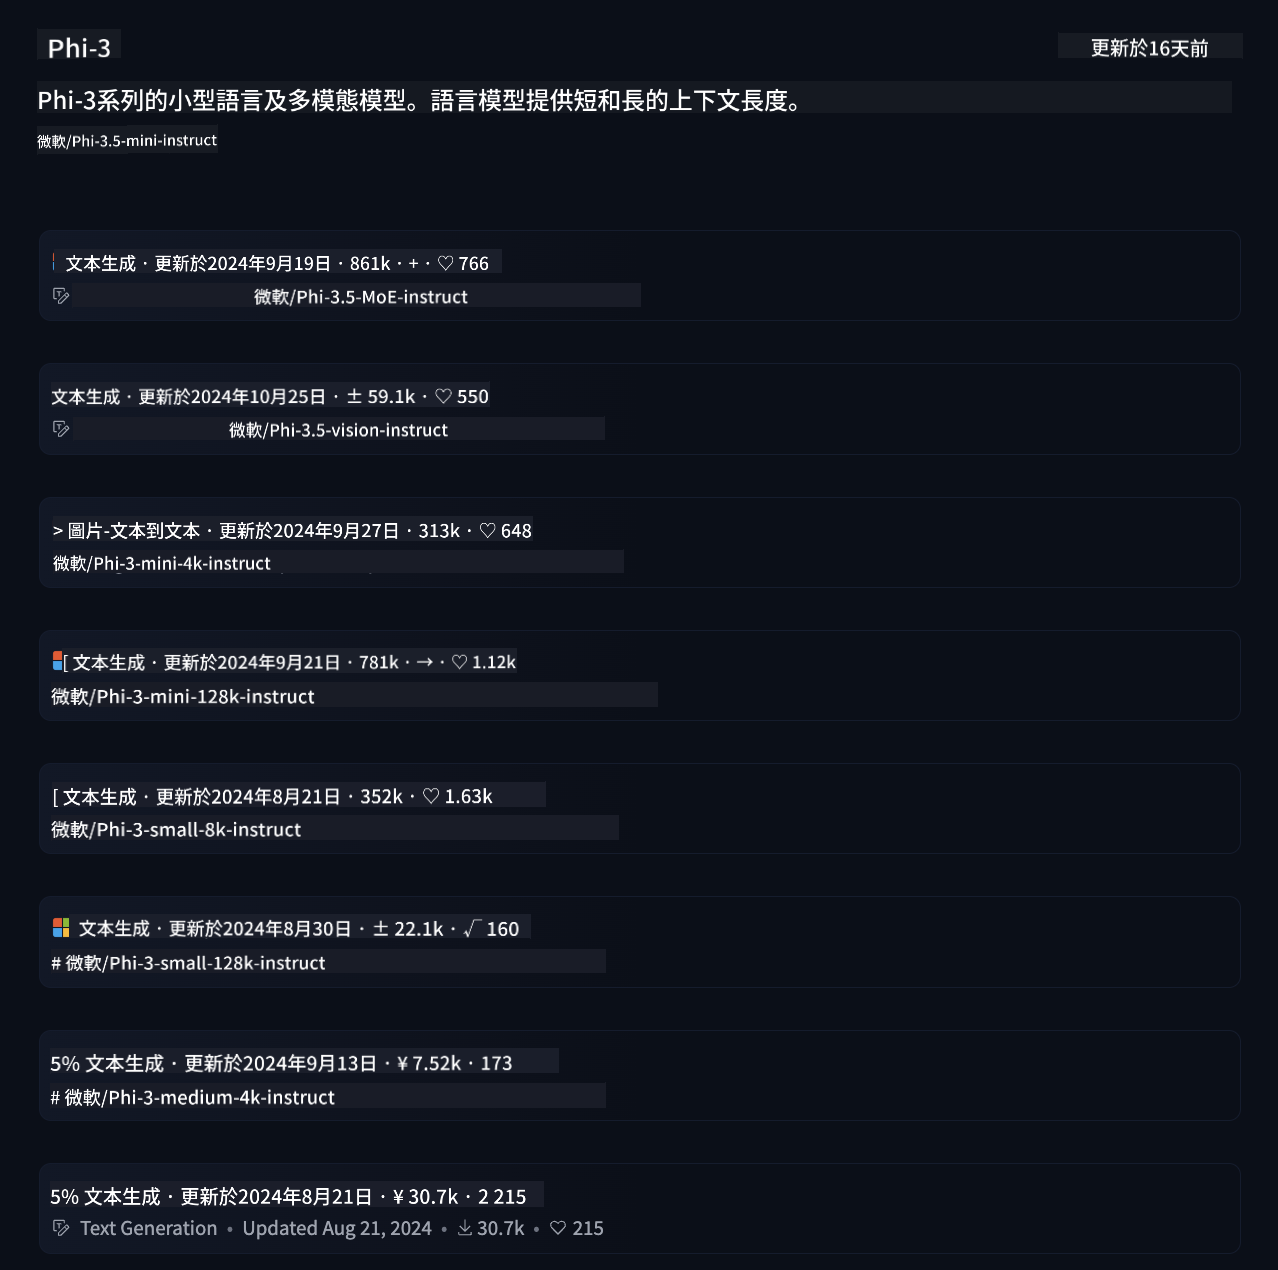 Phi-3
更新於16天前
Phi-3系列的小型語言及多模態模型。語言模型提供短和長的上下文長度。
微軟/Phi-3.5-mini-instruct
文本生成 · 更新於2024年9月19日 · 861k · + · ♡ 766
微軟/Phi-3.5-MoE-instruct
文本生成 · 更新於2024年10月25日 · ± 59.1k · ♡ 550
微軟/Phi-3.5-vision-instruct
> 圖片-文本到文本 · 更新於2024年9月27日 · 313k · ♡ 648
微軟/Phi-3-mini-4k-instruct
[ 文本生成 · 更新於2024年9月21日 · 781k · → · ♡ 1.12k
微軟/Phi-3-mini-128k-instruct
[ 文本生成 · 更新於2024年8月21日 · 352k · ♡ 1.63k
微軟/Phi-3-small-8k-instruct
文本生成 · 更新於2024年8月30日 · ± 22.1k · √ 160
# 微軟/Phi-3-small-128k-instruct
5% 文本生成 · 更新於2024年9月13日 · ¥ 7.52k · 173
# 微軟/Phi-3-medium-4k-instruct
5% 文本生成 · 更新於2024年8月21日 · ¥ 30.7k · 2 215
Text Generation • Updated Aug 21, 2024 • 30.7k • ♡ 215